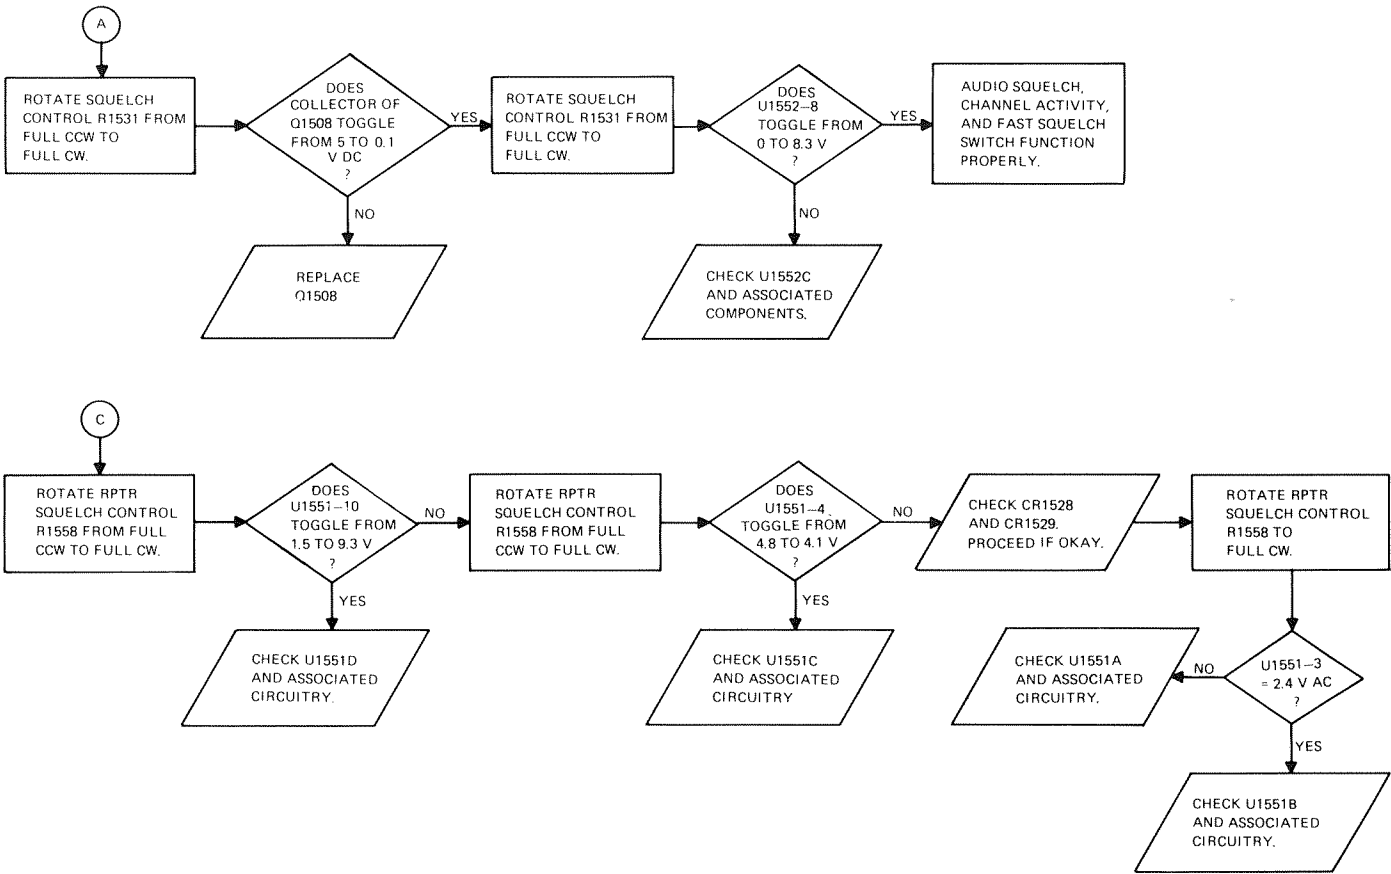 A
ROTATE SQUELCH
CONTROL R1531 FROM
FULL CCW TO
FULL CW.
DOES
COLLECTOR OF
Q1508 TOGGLE
FROM 5 TO 0.1
V DC
?
YES
NO
REPLACE
Q1508
ROTATE SQUELCH
CONTROL R1531 FROM
FULL CCW TO
FULL CW.
DOES
U1552-8
TOGGLE FROM
0 TO 8.3 V
?
YES
NO
CHECK U1552C
AND ASSOCIATED
COMPONENTS.
AUDIO SQUELCH,
CHANNEL ACTIVITY,
AND FAST SQUELCH
SWITCH FUNCTION
PROPERLY.
C
ROTATE RPTR
SQUELCH CONTROL
R1558 FROM FULL
CCW TO FULL CW.
DOES
U1551-10
TOGGLE FROM
1.5 TO 9.3 V
?
NO
YES
CHECK U1551D
AND ASSOCIATED
CIRCUITRY.
ROTATE RPTR
SQUELCH CONTROL
R1558 FROM FULL
CCW TO FULL CW.
DOES
U1551-4
TOGGLE FROM
4.8 TO 4.1 V
?
NO
YES
CHECK U1551C
AND ASSOCIATED
CIRCUITRY
CHECK CR1528
AND CR1529.
PROCEED IF OKAY.
ROTATE RPTR
SQUELCH CONTROL
R1558 TO
FULL CW.
U1551-3
= 2.4 V AC
?
NO
CHECK U1551A
AND ASSOCIATED
CIRCUITRY.
YES
CHECK U1551B
AND ASSOCIATED
CIRCUITRY.